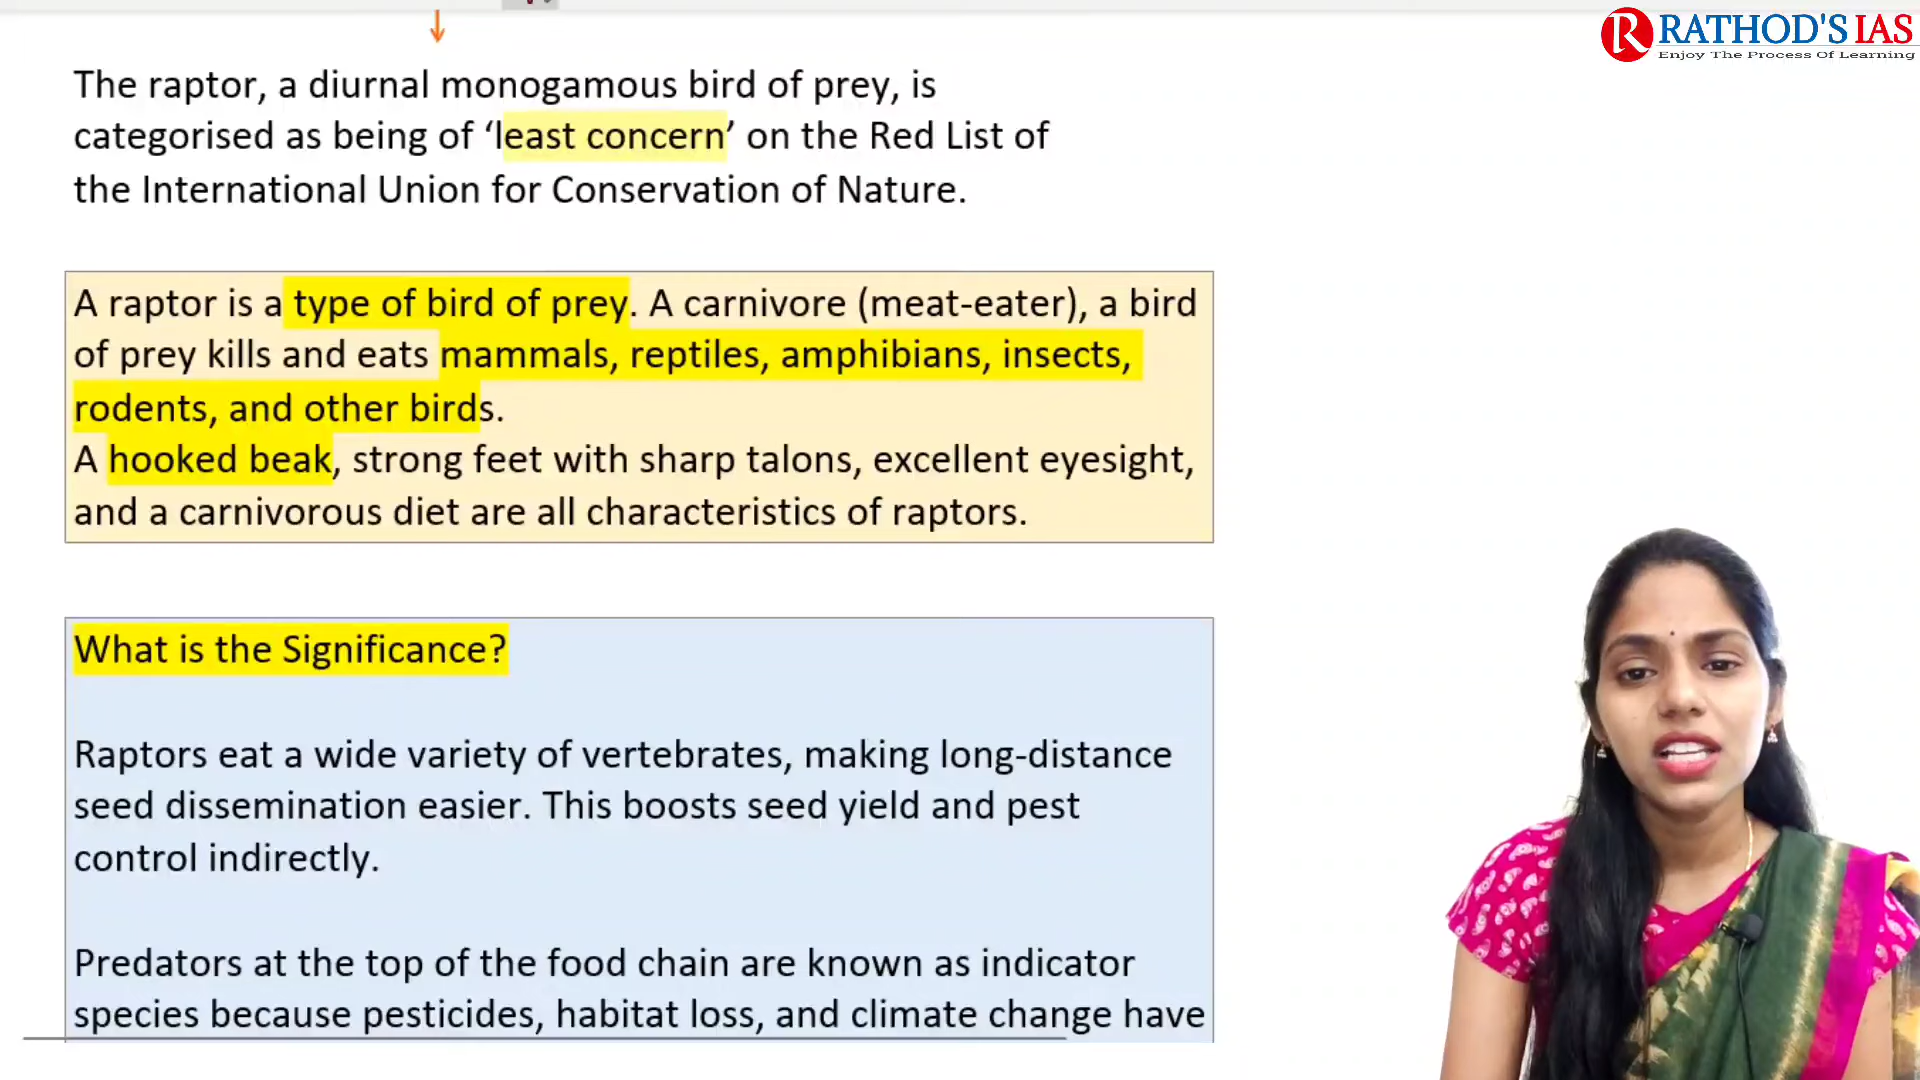 RATHOD'S IAS
Enjoy The Process Of Learning
The raptor, a diurnal monogamous bird of prey, is
categorised as being of ‘least concern’ on the Red List of
the International Union for Conservation of Nature.
A raptor is a type of bird of prey. A carnivore (meat-eater), a bird
of prey kills and eats mammals, reptiles, amphibians, insects,
rodents, and other birds.
A hooked beak, strong feet with sharp talons, excellent eyesight,
and a carnivorous diet are all characteristics of raptors.
What is the Significance?
Raptors eat a wide variety of vertebrates, making long-distance
seed dissemination easier. This boosts seed yield and pest
control indirectly.
Predators at the top of the food chain are known as indicator
species because pesticides, habitat loss, and climate change have